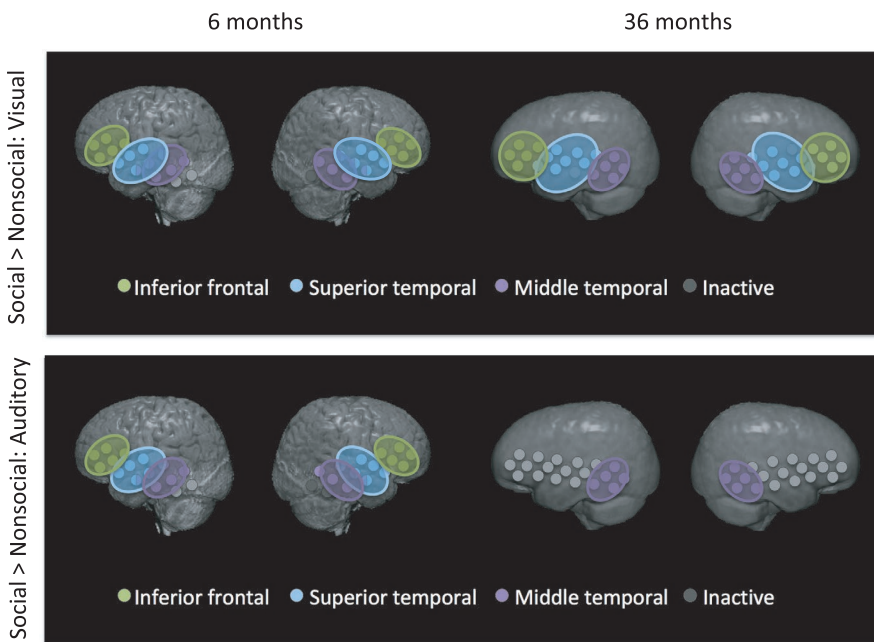 6 months 36 months
Social > Nonsocial: Visual
Inferior frontal Superior temporal Middle temporal Inactive
Social > Nonsocial: Auditory
Inferior frontal Superior temporal Middle temporal Inactive